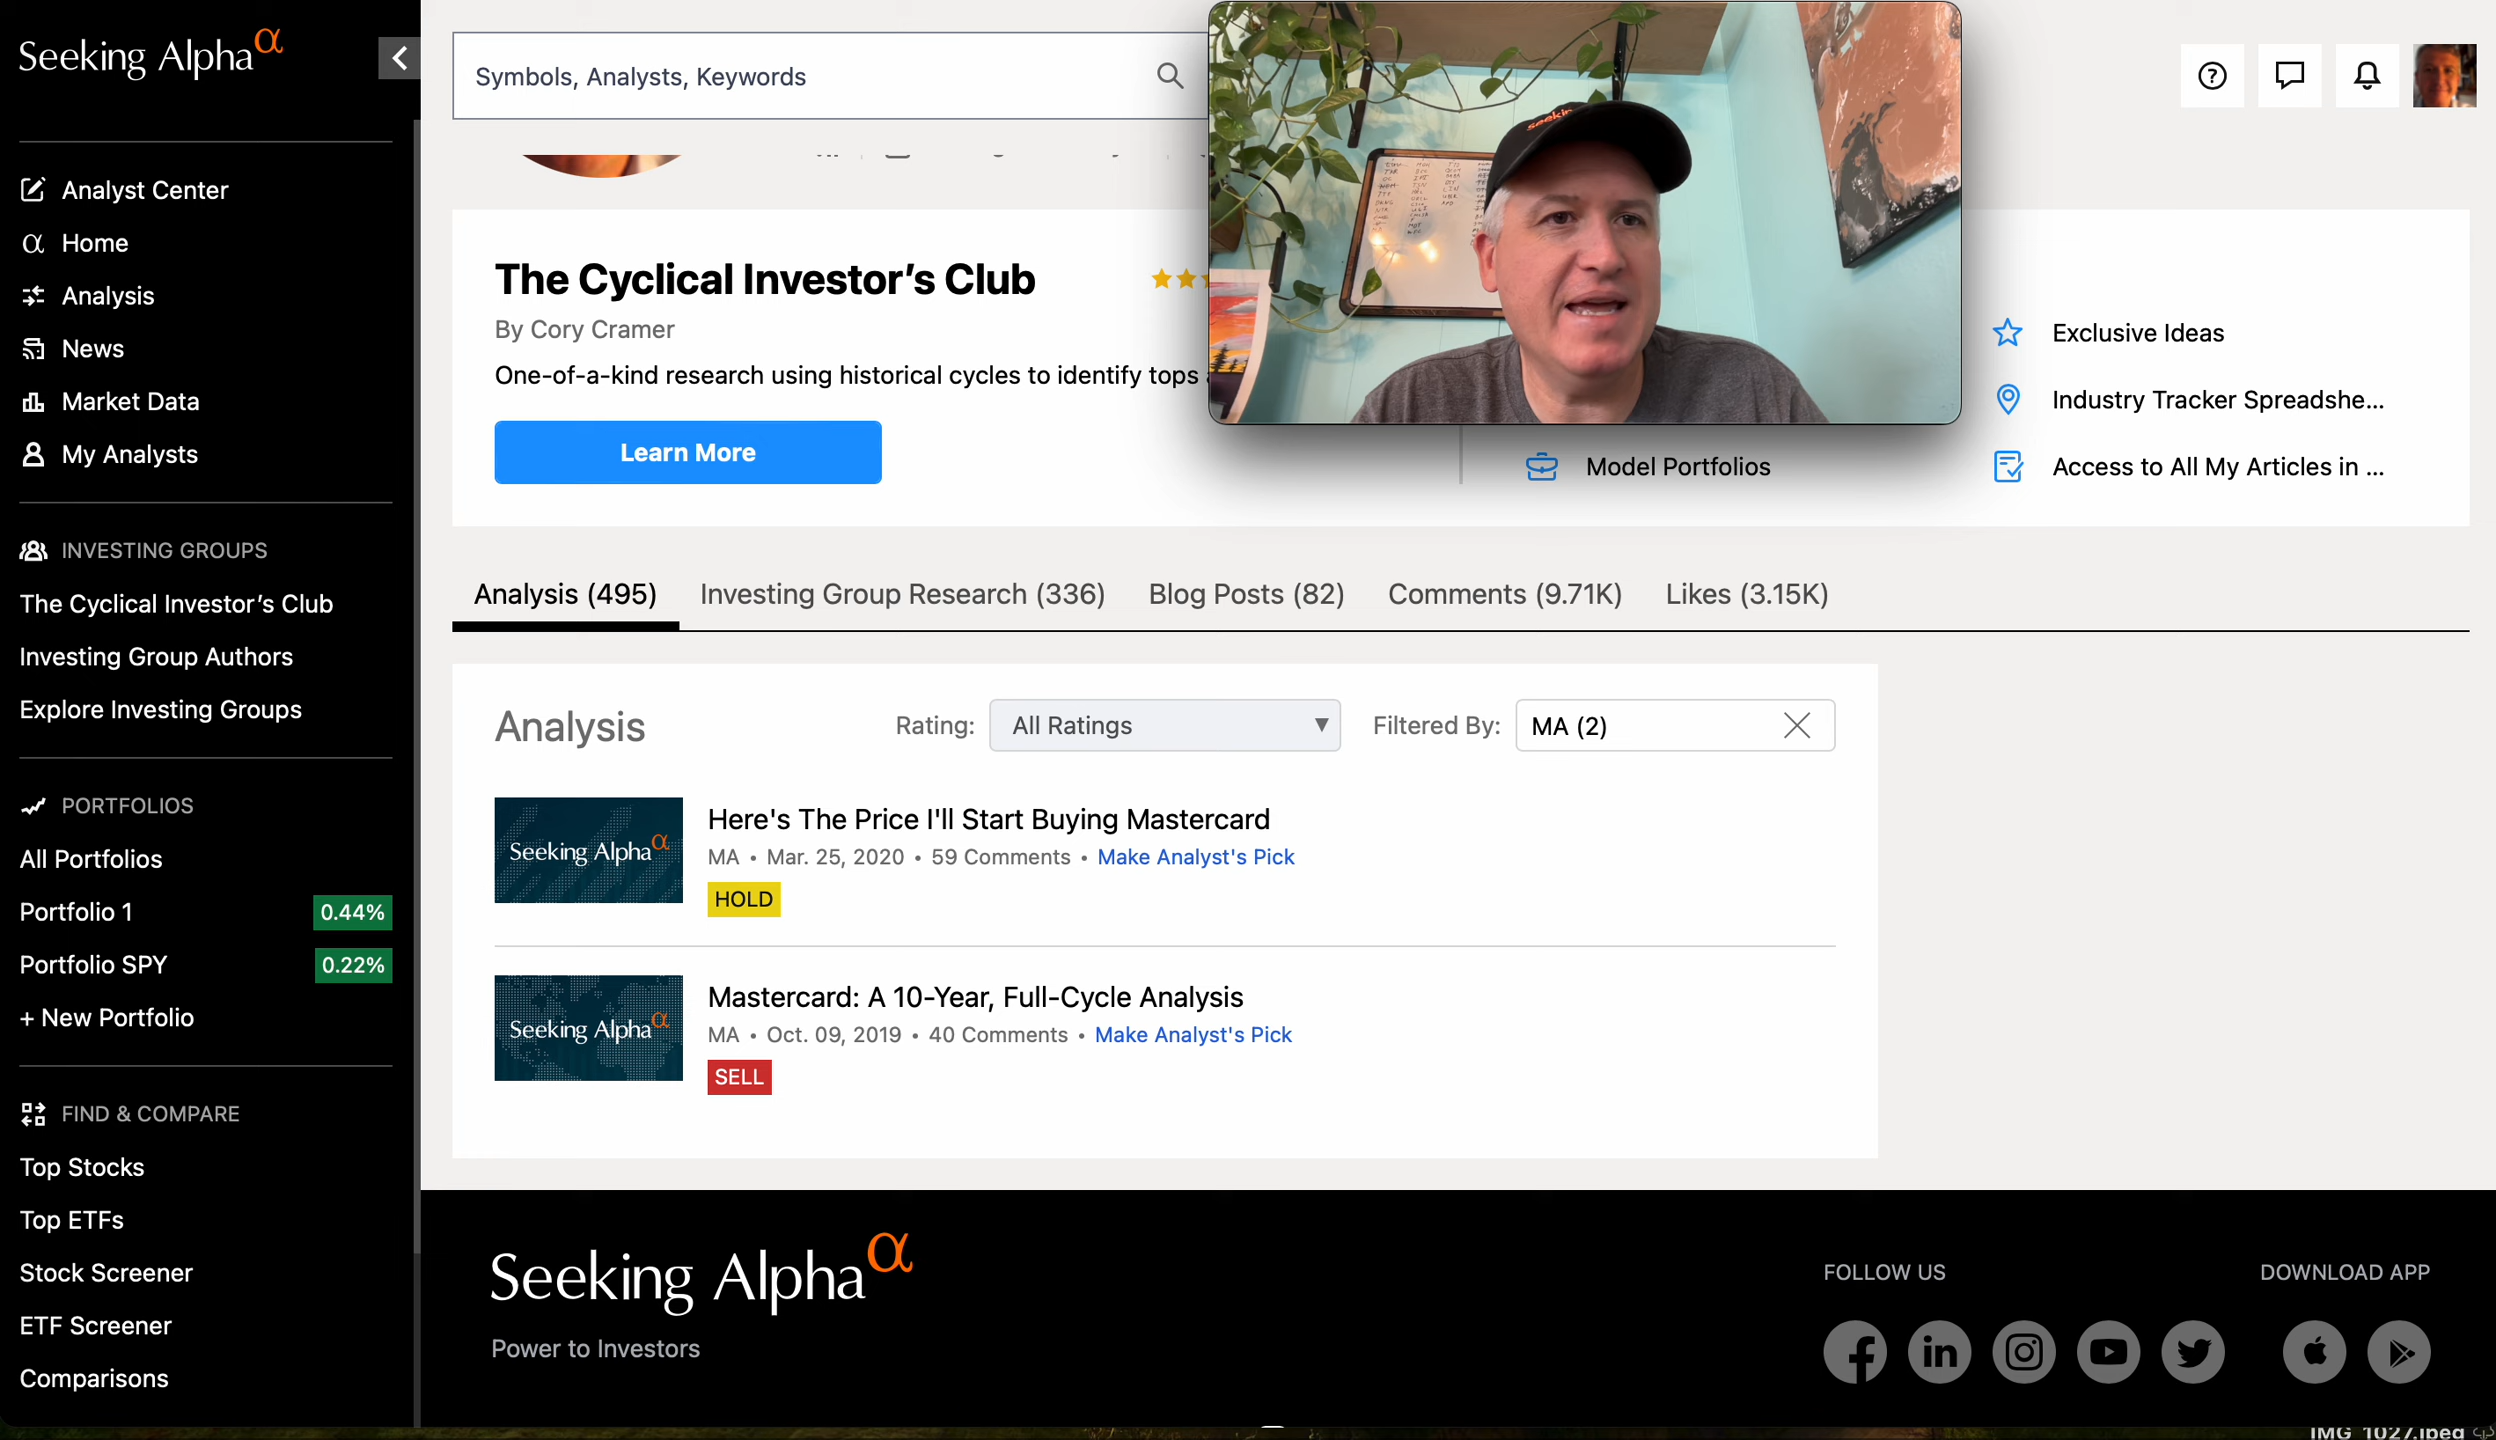 Seeking Alpha α
Analyst Center
Home
Analysis
News
Market Data
My Analysts
INVESTING GROUPS
The Cyclical Investor's Club
Investing Group Authors
Explore Investing Groups
PORTFOLIOS
All Portfolios
Portfolio 1 0.44%
Portfolio SPY 0.22%
+ New Portfolio
FIND & COMPARE
Top Stocks
Top ETFs
Stock Screener
ETF Screener
Comparisons
Symbols, Analysts, Keywords
The Cyclical Investor's Club
By Cory Cramer
One-of-a-kind research using historical cycles to identify tops
Learn More
Exclusive Ideas
Industry Tracker Spreadshe...
Model Portfolios
Access to All My Articles in ...
Analysis (495) Investing Group Research (336) Blog Posts (82) Comments (9.71K) Likes (3.15K)
Analysis Rating: All Ratings Filtered By: MA (2)
Seeking Alpha α
Here's The Price I'll Start Buying Mastercard
MA • Mar. 25, 2020 • 59 Comments • Make Analyst's Pick
HOLD
Seeking Alpha α
Mastercard: A 10-Year, Full-Cycle Analysis
MA • Oct. 09, 2019 • 40 Comments • Make Analyst's Pick
SELL
Seeking Alpha α
Power to Investors
FOLLOW US
DOWNLOAD APP
IMG_1027.jpeg